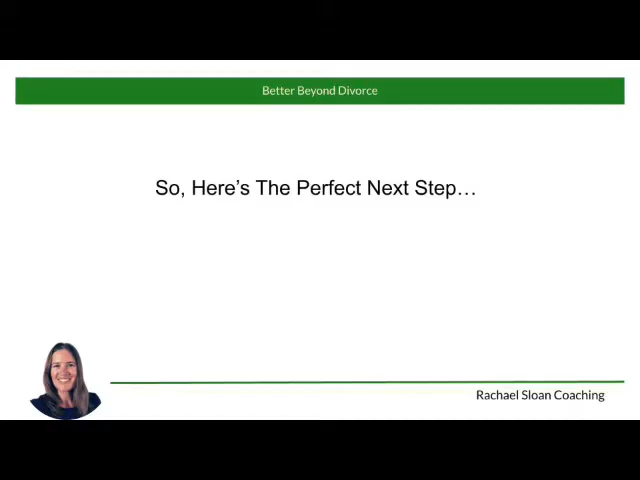 Better Beyond Divorce
So, Here’s The Perfect Next Step…
Rachael Sloan Coaching